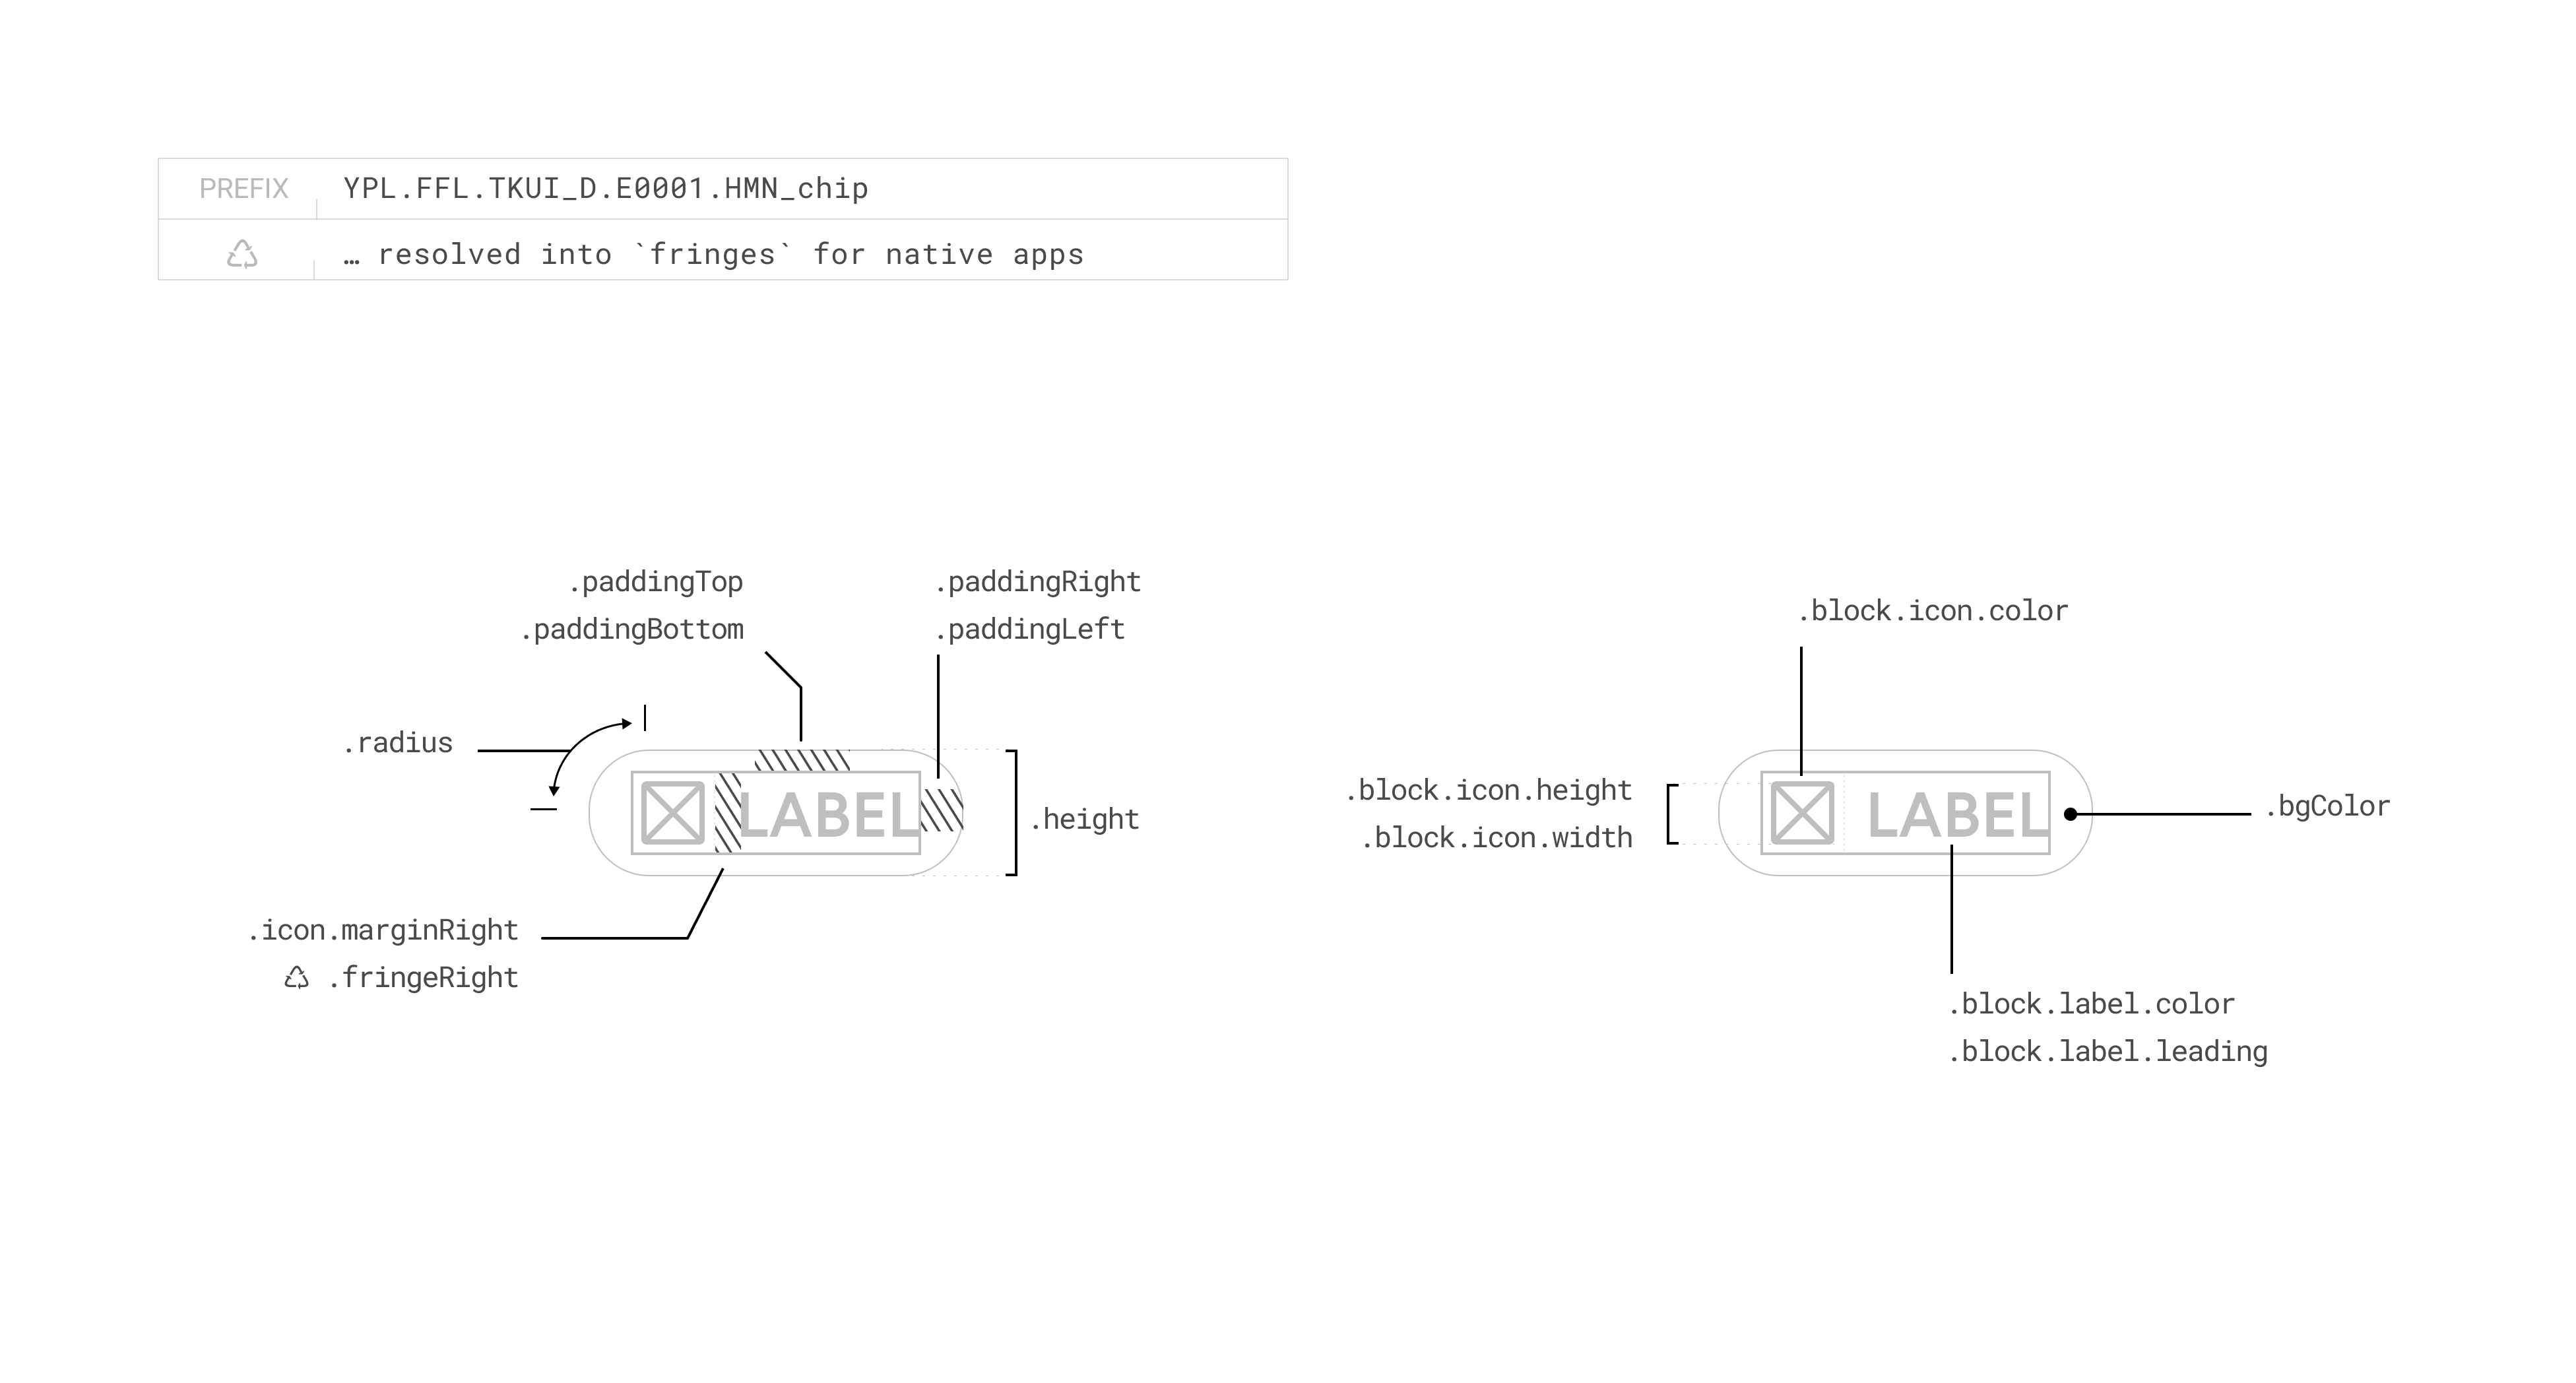 PREFIX YPL.FFL.TKUI_D.E0001.HMN_chip
… resolved into `fringes` for native apps
.paddingTop
.paddingBottom
.paddingRight
.paddingLeft
.radius
LABEL
.height
.icon.marginRight
.fringeRight
.block.icon.color
.block.icon.height
.block.icon.width
LABEL
.bgColor
.block.label.color
.block.label.leading